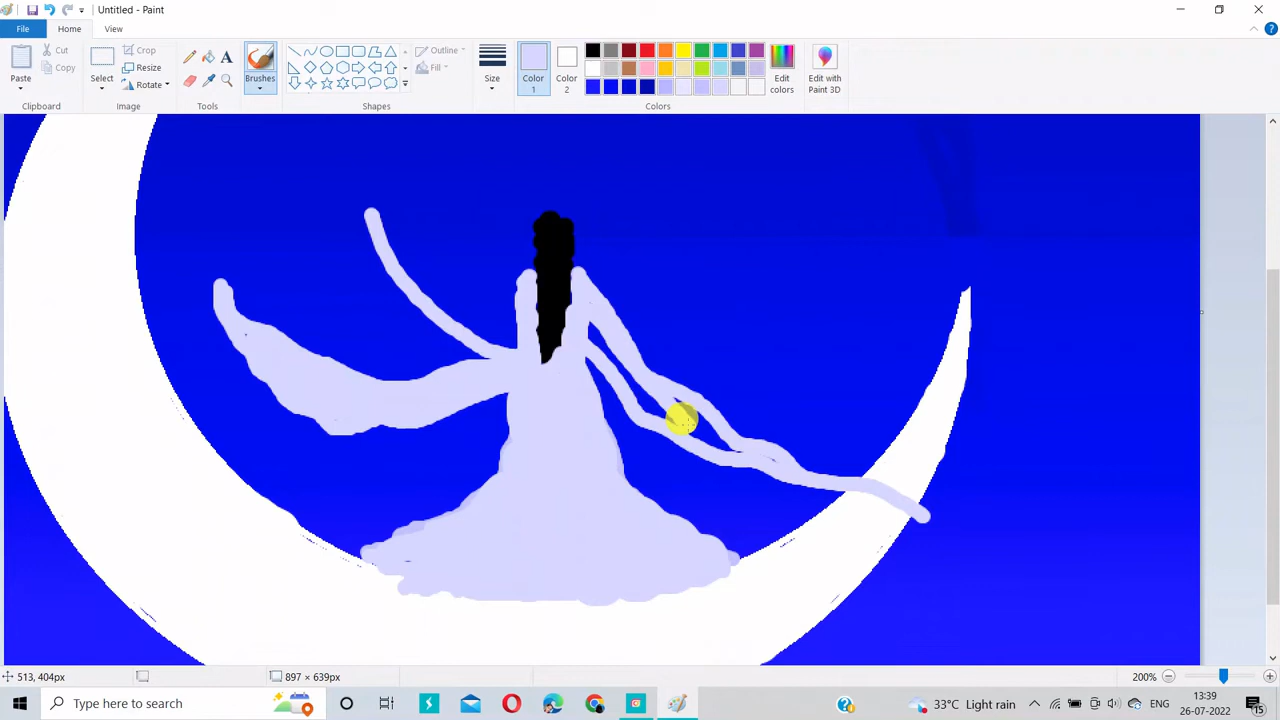 Untitled - Paint
File
Home
View
Paste
Cut
Copy
Clipboard
Select
Crop
Resize
Rotate
Image
A
Tools
Brushes
Outline
Fill
Shapes
Size
Color
1
Color
2
Edit
colors
Colors
Edit with
Paint 3D
513, 404px
897 × 639px
200%
Type here to search
33°C Light rain
ENG
13:39
26-07-2022
15